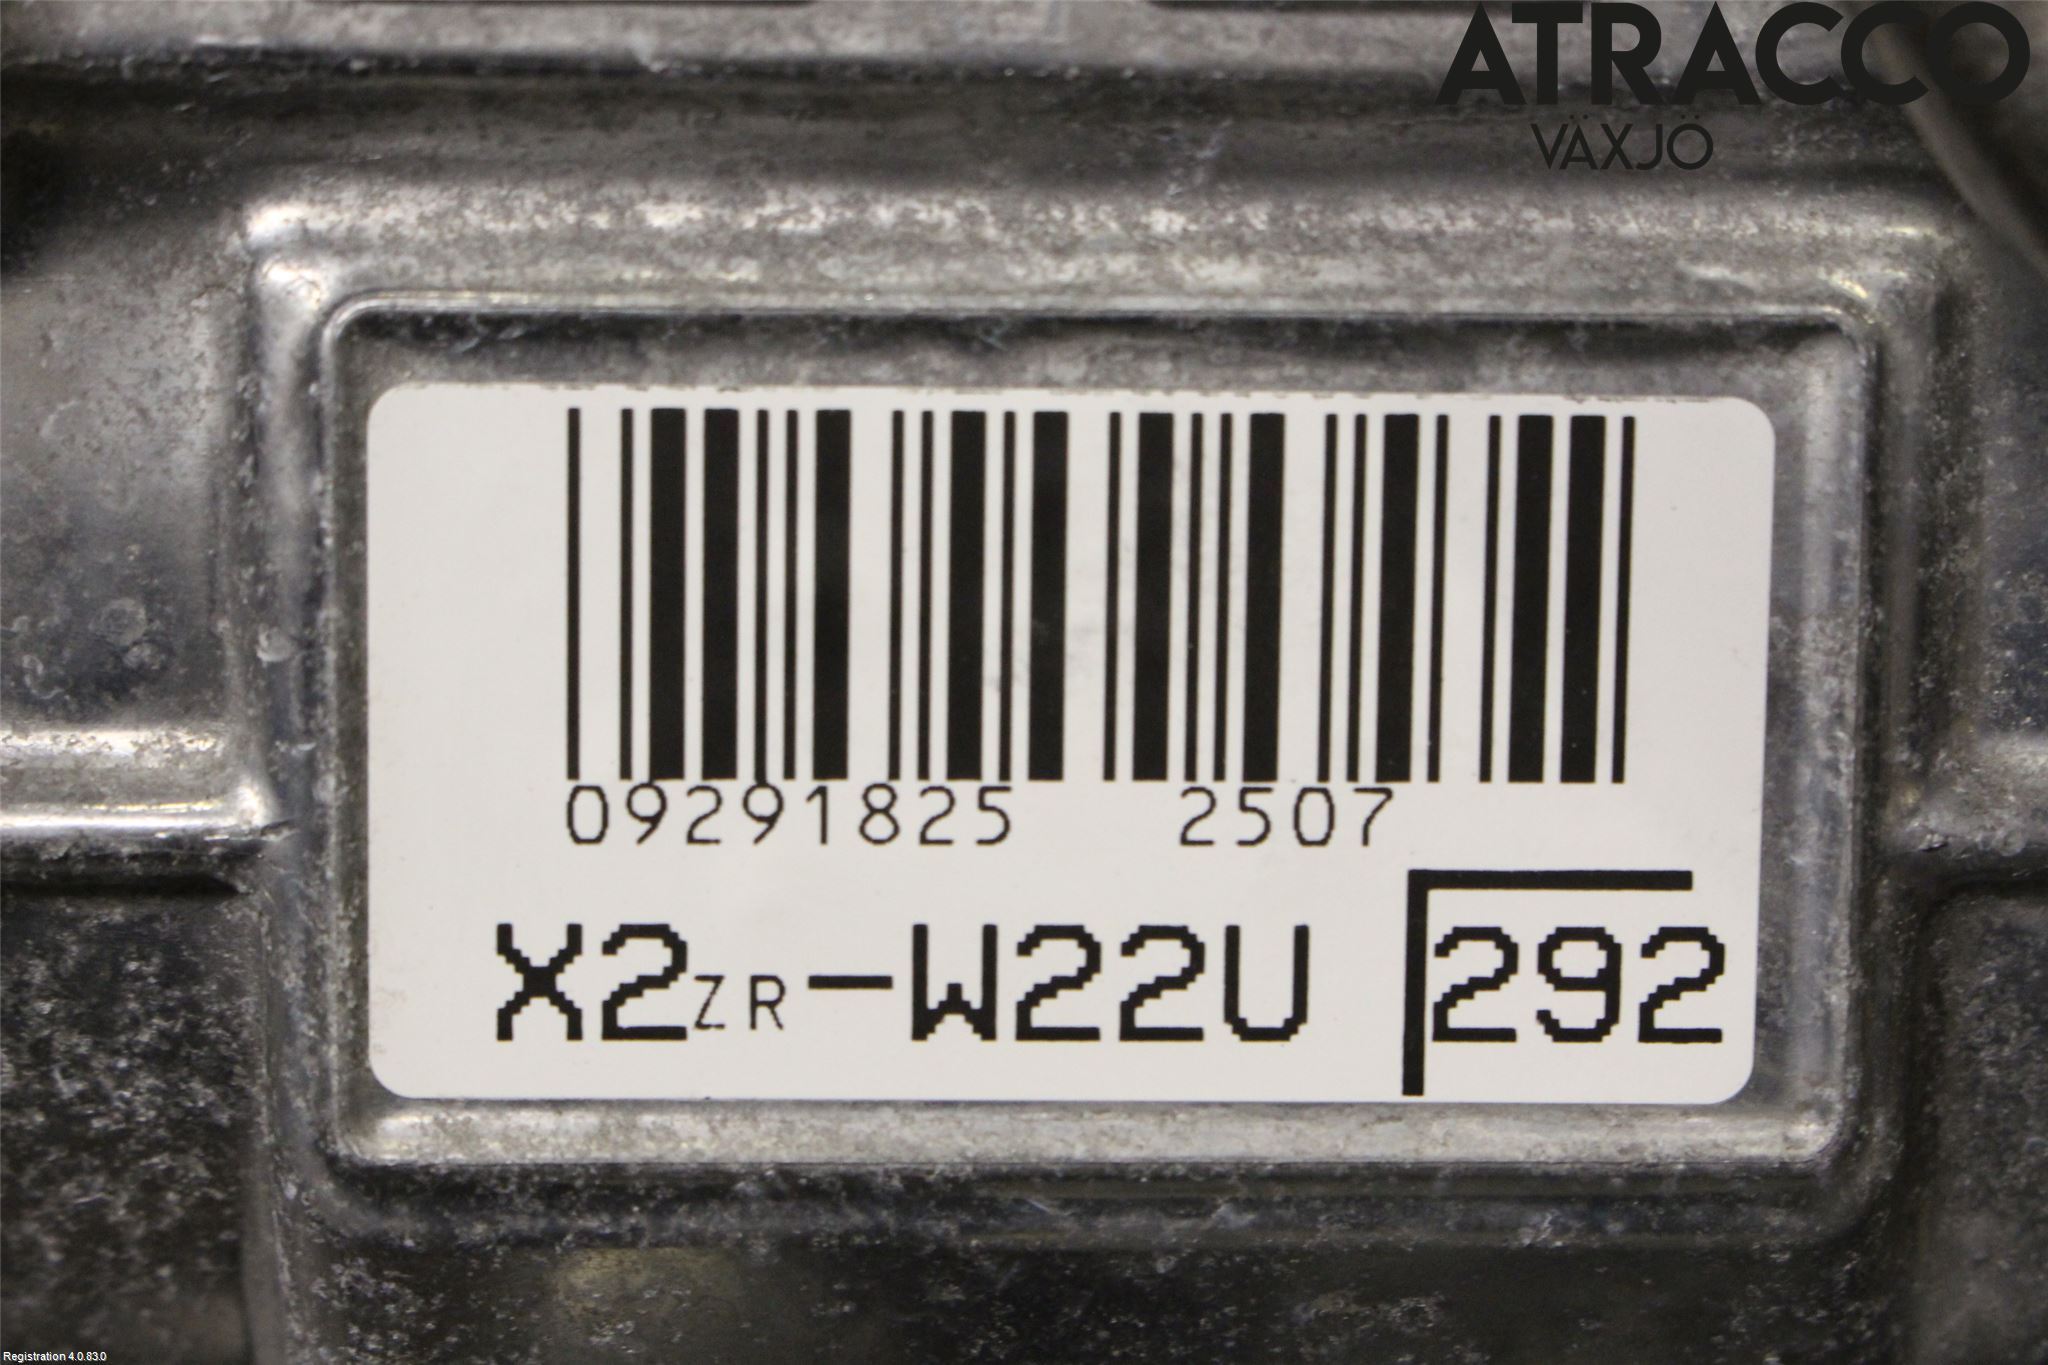 ATRACCO
VÄXJÖ
09291825 2507
X2ZR-W22U 292
Registration 4.0.83.0